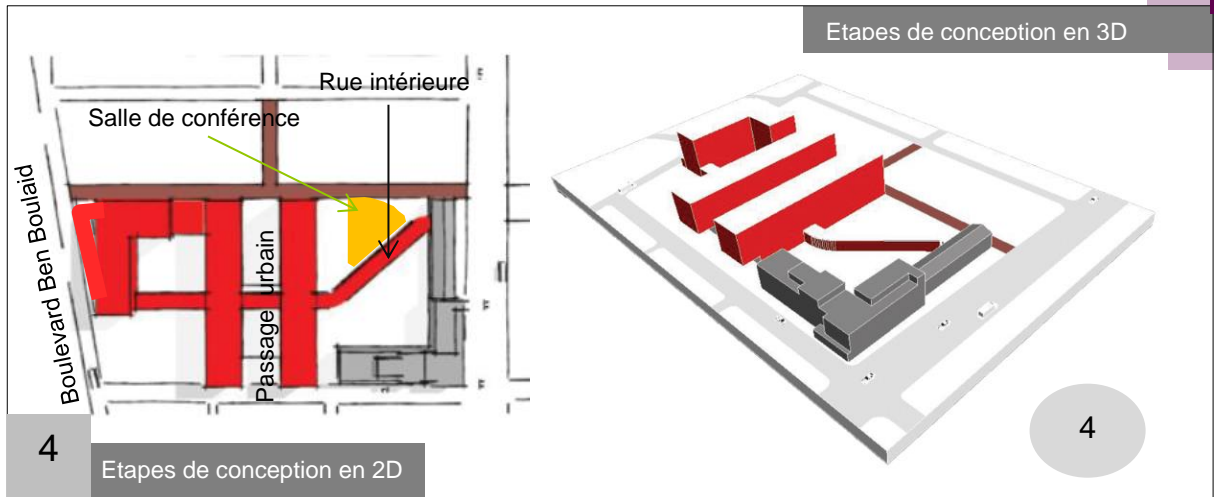 Etapes de conception en 3D
Rue intérieure
Salle de conférence
Boulevard Ben Boulaid
Passage urbain
4
Etapes de conception en 2D
4